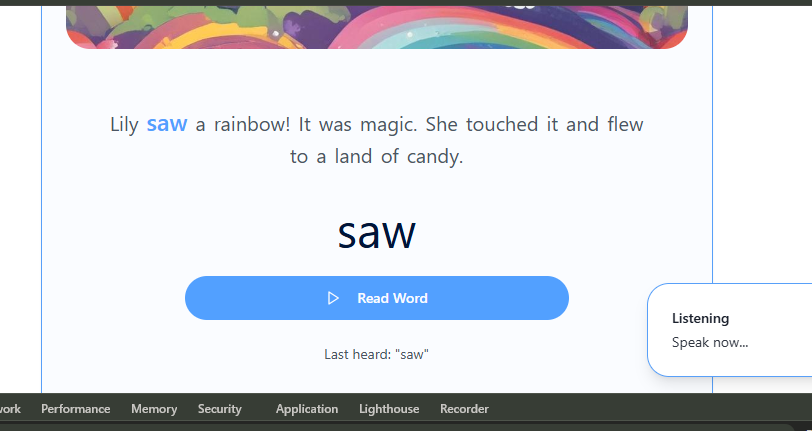 Lily saw a rainbow! It was magic. She touched it and flew
to a land of candy.
saw
Read Word
Last heard: "saw"
Listening
Speak now...
Performance Memory Security Application Lighthouse Recorder